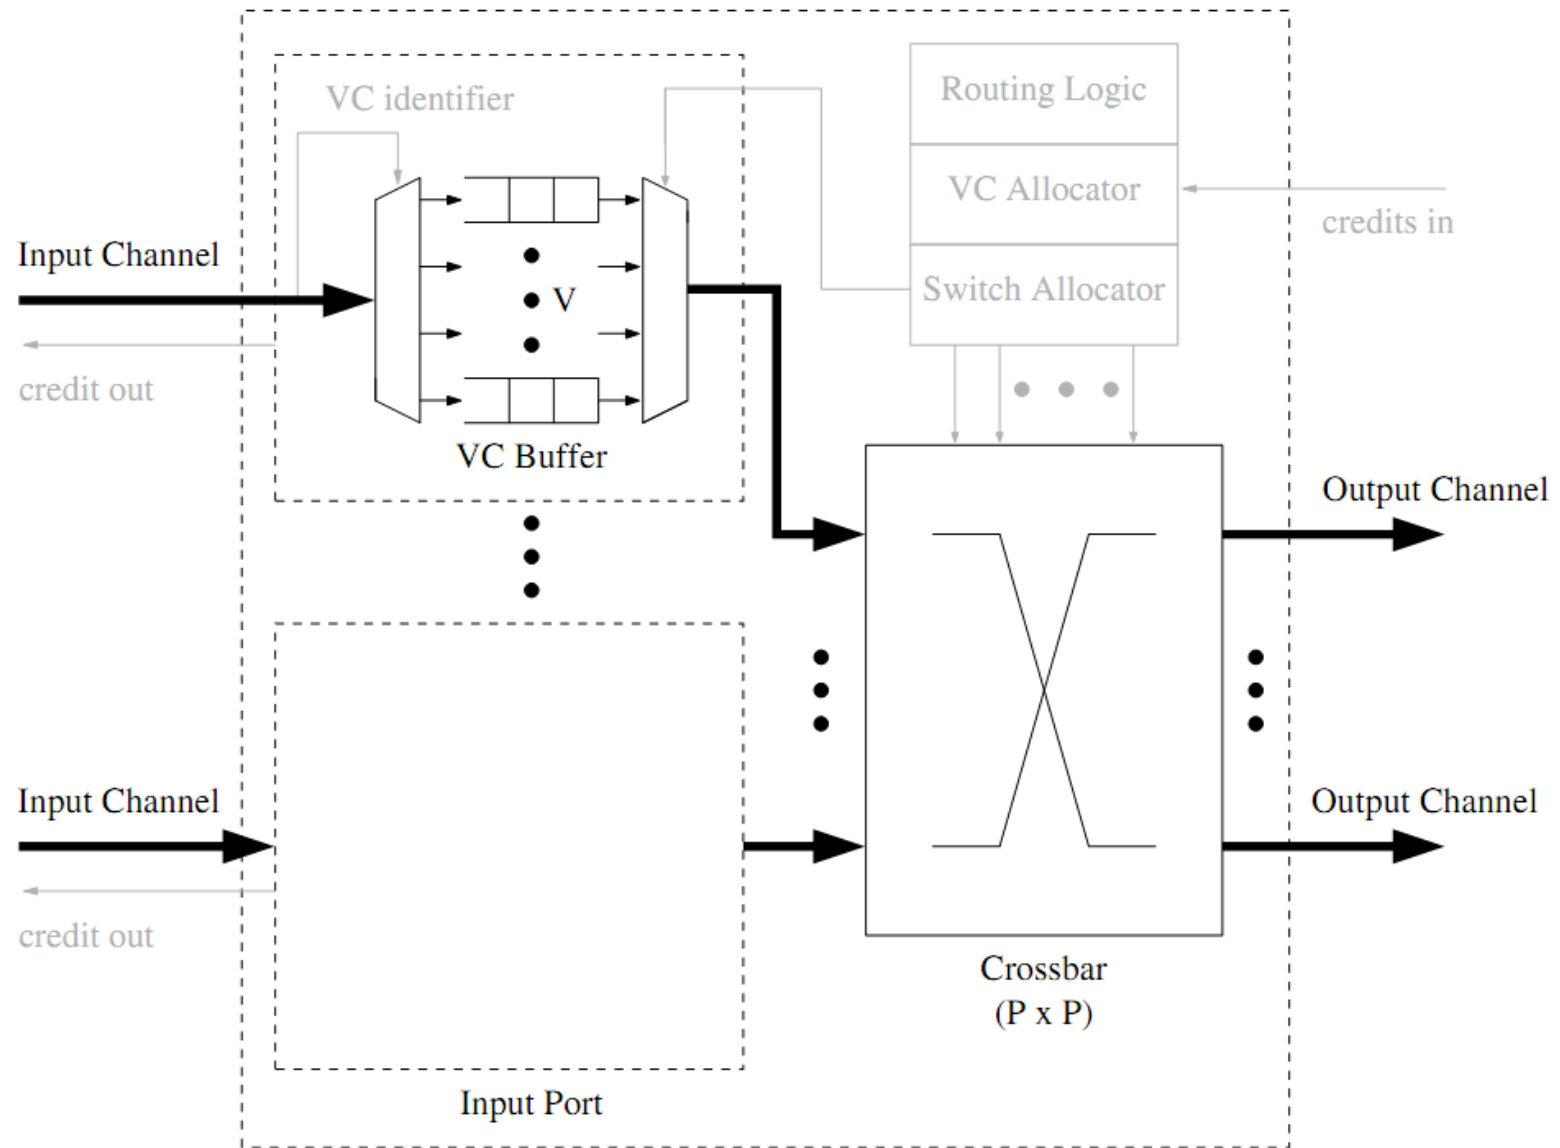 VC identifier
Routing Logic
VC Allocator
credits in
Input Channel
Switch Allocator
V
credit out
VC Buffer
Output Channel
Input Channel
Output Channel
credit out
Crossbar
(P x P)
Input Port